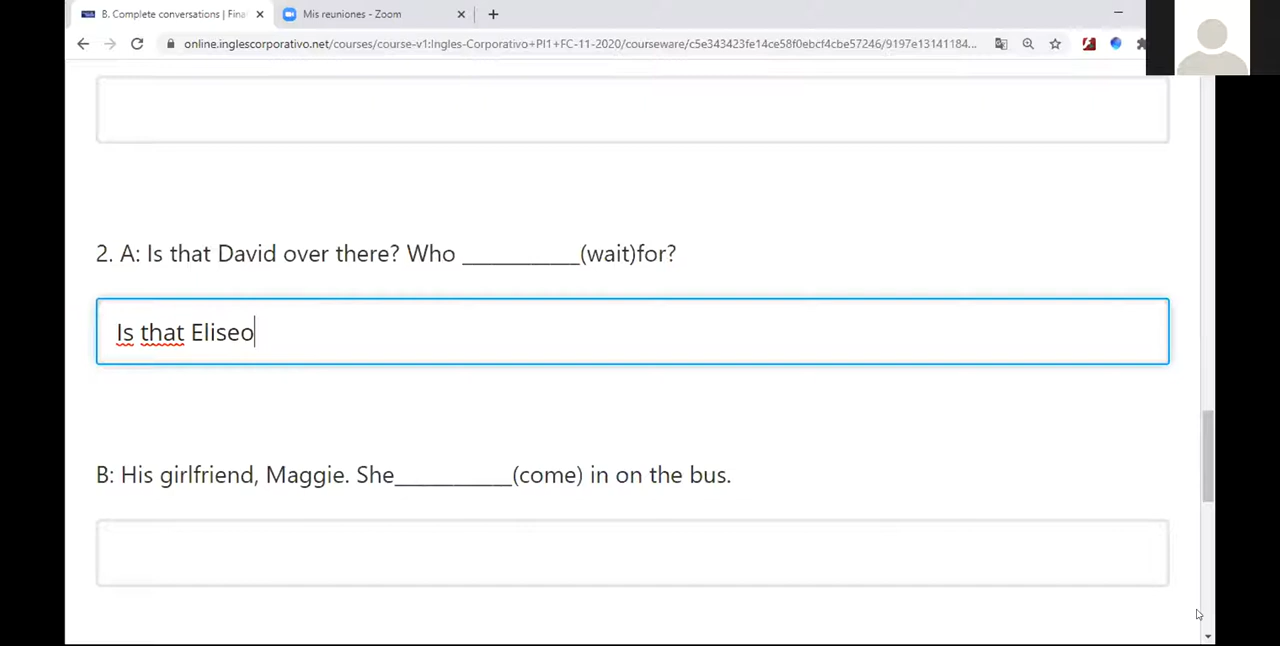 B. Complete conversations | Fina
Mis reuniones - Zoom
online.inglescorporativo.net/courses/course-v1:Ingles-Corporativo+PI1+FC-11-2020/courseware/c5e343423fe14ce58f0ebcf4cbe57246/9197e13141184...
2. A: Is that David over there? Who __________(wait)for?
Is that Eliseo
B: His girlfriend, Maggie. She__________(come) in on the bus.